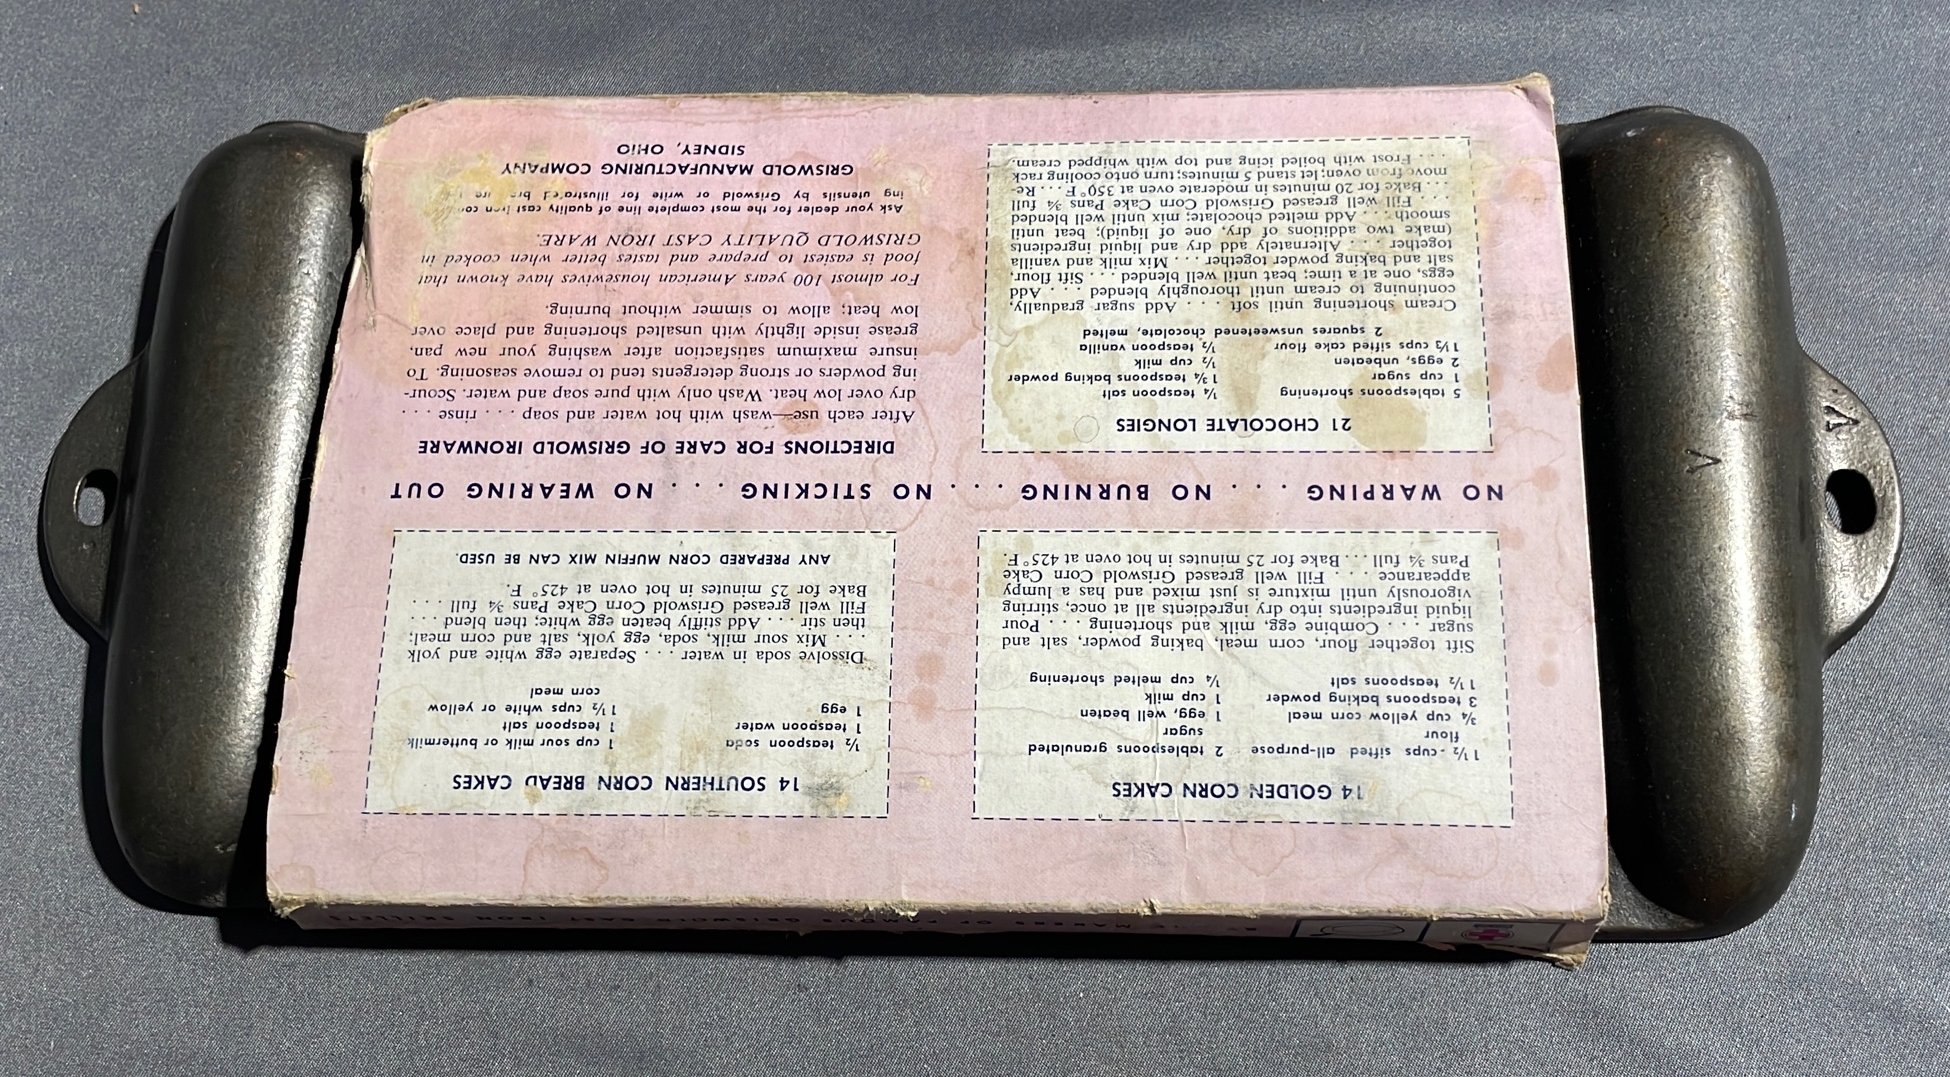 BY MAKERS OF FAMOUS GRISWOLD CAST IRON SKILLETS
14 GOLDEN CORN CAKES
1½ cups sifted all-purpose
flour
¾ cup yellow corn meal
3 teaspoons baking powder
1½ teaspoons salt
2 tablespoons granulated
sugar
1 egg, well beaten
1 cup milk
¼ cup melted shortening
Sift together flour, corn meal, baking powder, salt and
sugar . . . Combine egg, milk and shortening . . . Pour
liquid ingredients into dry ingredients all at once, stirring
vigorously until mixture is just mixed and has a lumpy
appearance . . . Fill well greased Griswold Corn Cake
Pans ¾ full . . . Bake for 25 minutes in hot oven at 425° F.
14 SOUTHERN CORN BREAD CAKES
½ teaspoon soda
1 teaspoon water
1 egg
1 cup sour milk or buttermilk
1 teaspoon salt
1½ cups white or yellow
corn meal
Dissolve soda in water . . . Separate egg white and yolk
. . . Mix sour milk, soda, egg yolk, salt and corn meal;
then stir . . . Add stiffly beaten egg white; then blend . . .
Fill well greased Griswold Corn Cake Pans ¾ full . . .
Bake for 25 minutes in hot oven at 425° F.
ANY PREPARED CORN MUFFIN MIX CAN BE USED.
NO WARPING . . . . NO BURNING . . . . NO STICKING . . . . NO WEARING OUT
21 CHOCOLATE LONGIES
5 tablespoons shortening
1 cup sugar
2 eggs, unbeaten
1⅓ cups sifted cake flour
¼ teaspoon salt
1¾ teaspoons baking powder
½ cup milk
½ teaspoon vanilla
2 squares unsweetened chocolate, melted
Cream shortening until soft . . . Add sugar gradually,
continuing to cream until thoroughly blended . . . Add
eggs, one at a time; beat until well blended . . . Sift flour,
salt and baking powder together . . . Mix milk and vanilla
together . . . Alternately add dry and liquid ingredients
(make two additions of dry, one of liquid); beat until
smooth . . . Add melted chocolate; mix until well blended
. . . Fill well greased Griswold Corn Cake Pans ¾ full
. . . Bake for 20 minutes in moderate oven at 350° F . . . Re-
move from oven; let stand 5 minutes; turn onto cooling rack
. . . Frost with boiled icing and top with whipped cream.
DIRECTIONS FOR CARE OF GRISWOLD IRONWARE
After each use—wash with hot water and soap . . . rinse . . .
dry over low heat. Wash only with pure soap and water. Scour-
ing powders or strong detergents tend to remove seasoning. To
insure maximum satisfaction after washing your new pan,
grease inside lightly with unsalted shortening and place over
low heat; allow to simmer without burning.
For almost 100 years American housewives have known that
food is easiest to prepare and tastes better when cooked in
GRISWOLD QUALITY CAST IRON WARE.
Ask your dealer for the most complete line of quality cast iron
ing utensils by Griswold or write for illustrated
GRISWOLD MANUFACTURING COMPANY
SIDNEY, OHIO